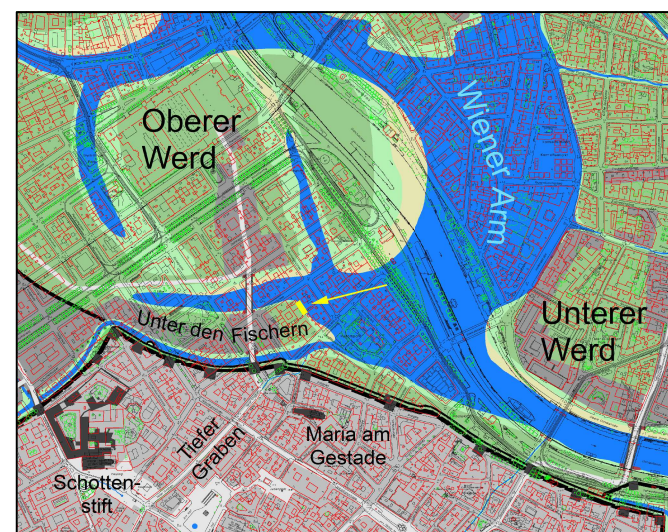 Oberer
Werd
Wiener Arm
Unter den Fischern
Unterer
Werd
Tiefer
Graben
Maria am
Gestade
Schotten-
stift